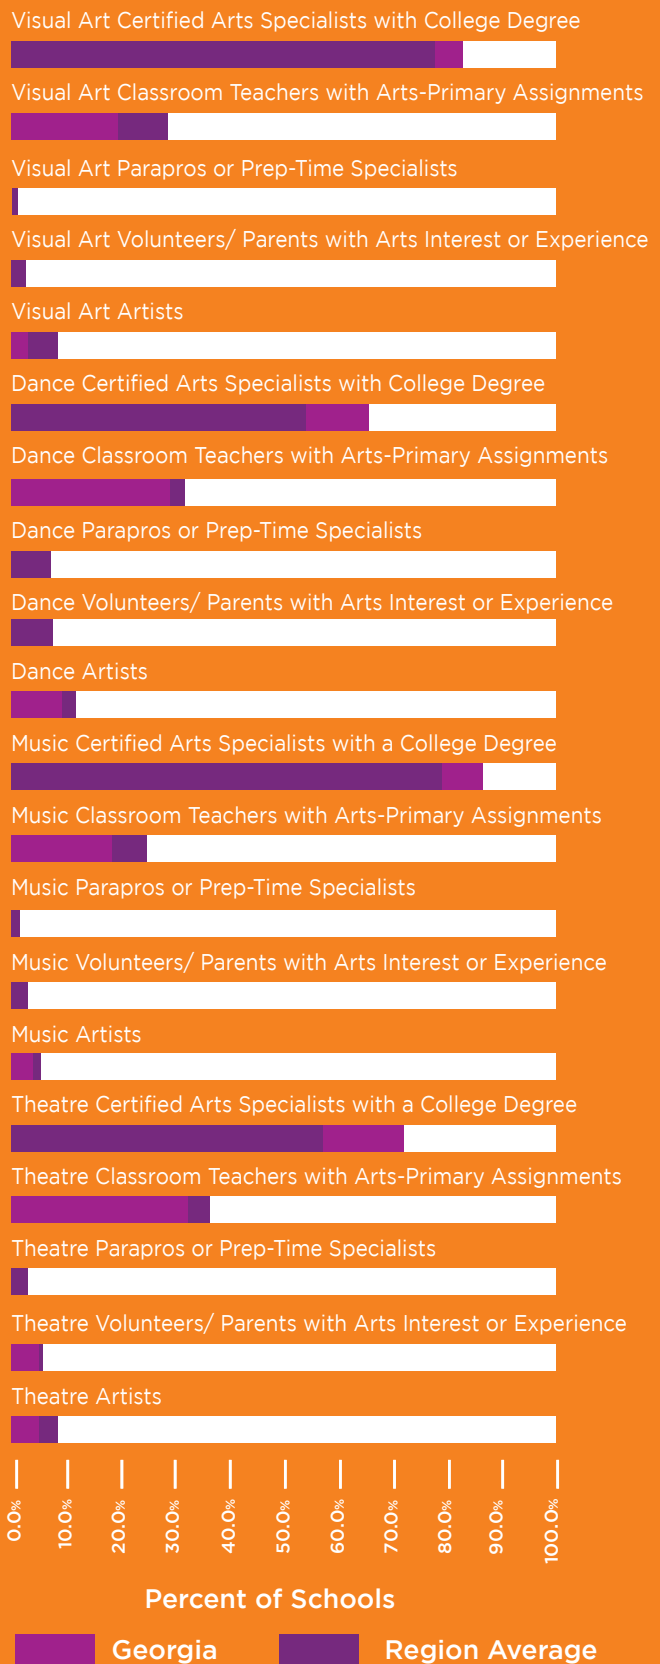 Visual Art Certified Arts Specialists with College Degree
Visual Art Classroom Teachers with Arts-Primary Assignments
Visual Art Parapros or Prep-Time Specialists
Visual Art Volunteers/ Parents with Arts Interest or Experience
Visual Art Artists
Dance Certified Arts Specialists with College Degree
Dance Classroom Teachers with Arts-Primary Assignments
Dance Parapros or Prep-Time Specialists
Dance Volunteers/ Parents with Arts Interest or Experience
Dance Artists
Music Certified Arts Specialists with a College Degree
Music Classroom Teachers with Arts-Primary Assignments
Music Parapros or Prep-Time Specialists
Music Volunteers/ Parents with Arts Interest or Experience
Music Artists
Theatre Certified Arts Specialists with a College Degree
Theatre Classroom Teachers with Arts-Primary Assignments
Theatre Parapros or Prep-Time Specialists
Theatre Volunteers/ Parents with Arts Interest or Experience
Theatre Artists
0.0%
10.0%
20.0%
30.0%
40.0%
50.0%
60.0%
70.0%
80.0%
90.0%
100.0%
Percent of Schools
Georgia
Region Average